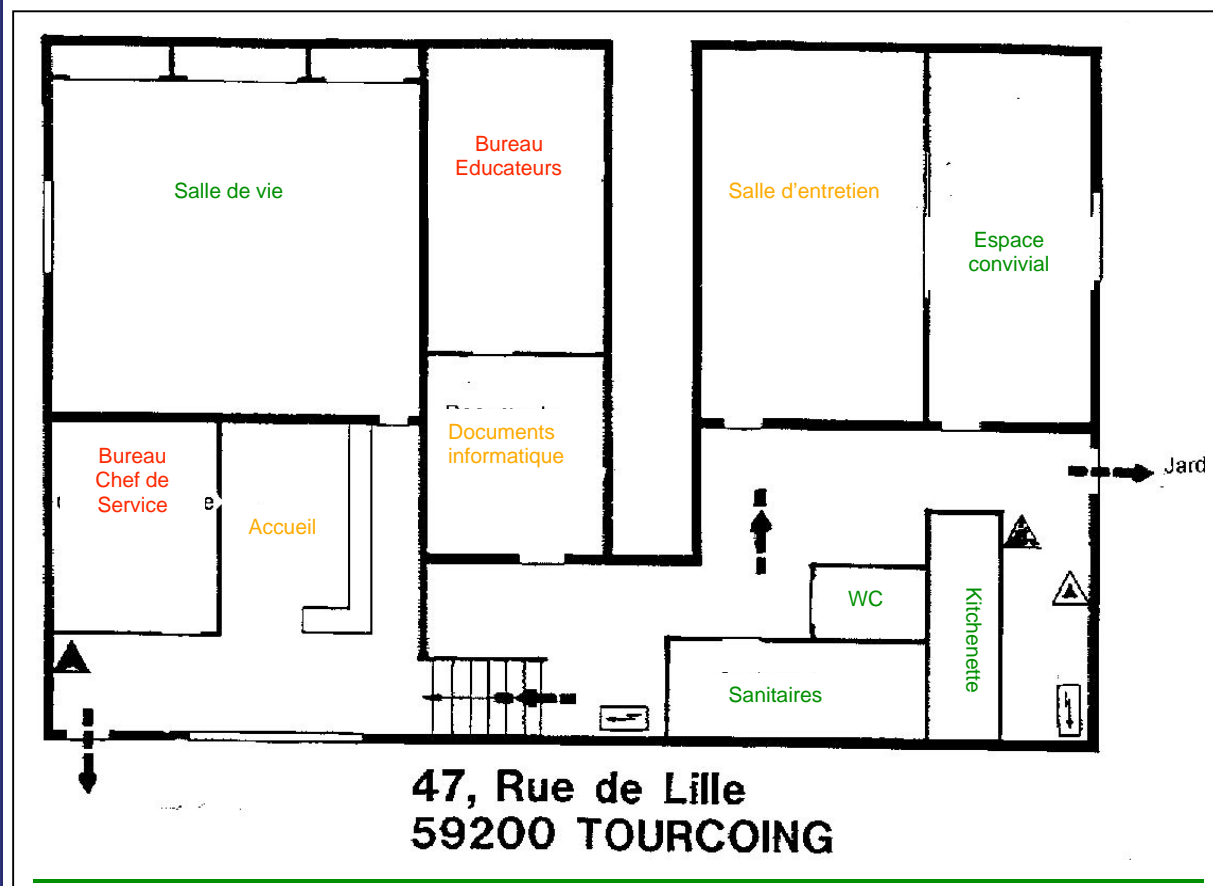 Bureau
Educateurs
Salle de vie
Salle d'entretien
Espace
convivial
Documents
informatique
Bureau
Chef de
Service
Accueil
Jard
WC
Kitchenette
Sanitaires
47, Rue de Lille
59200 TOURCOING